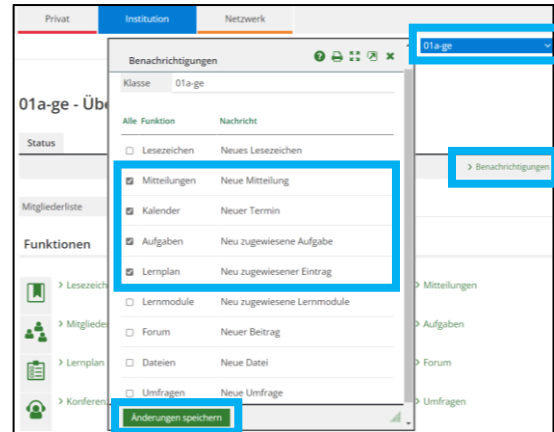 Privat Institution Netzwerk
01a-ge
Benachrichtigungen
Klasse 01a-ge
01a-ge - Übe
Alle Funktion Nachricht
Status
Lesezeichen Neues Lesezeichen
> Benachrichtigungen
Mitteilungen Neue Mitteilung
Mitgliederliste
Kalender Neuer Termin
Funktionen
Aufgaben Neu zugewiesene Aufgabe
Lernplan Neu zugewiesener Eintrag
> Lesezeich
> Mitteilungen
Lernmodule Neu zugewiesene Lernmodule
> Mitglieder
> Aufgaben
Forum Neuer Beitrag
> Lernplan
> Forum
Dateien Neue Datei
Umfragen Neue Umfrage
> Konferen
> Umfragen
Änderungen speichern